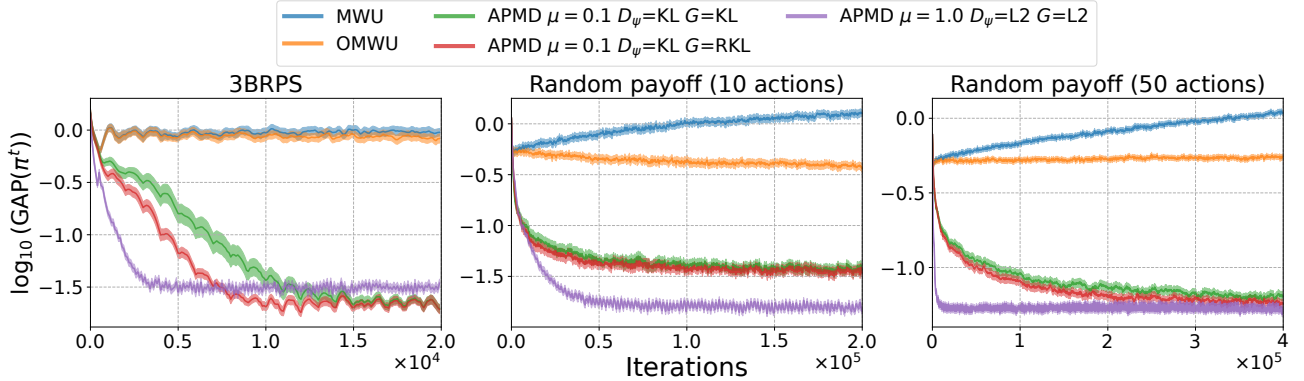 MWU
OMWU
APMD μ = 0.1 D_ψ=KL G=KL
APMD μ = 0.1 D_ψ=KL G=RKL
APMD μ = 1.0 D_ψ=L2 G=L2
3BRPS
Random payoff (10 actions)
Random payoff (50 actions)
log₁₀ (GAP(π^t))
0.0
−0.5
−1.0
−1.5
0.0 0.5 1.0 1.5 2.0
×10⁴
0.0
−0.5
−1.0
−1.5
0.0 0.5 1.0 1.5 2.0
×10⁵
0.0
−0.5
−1.0
0 1 2 3 4
×10⁵
Iterations